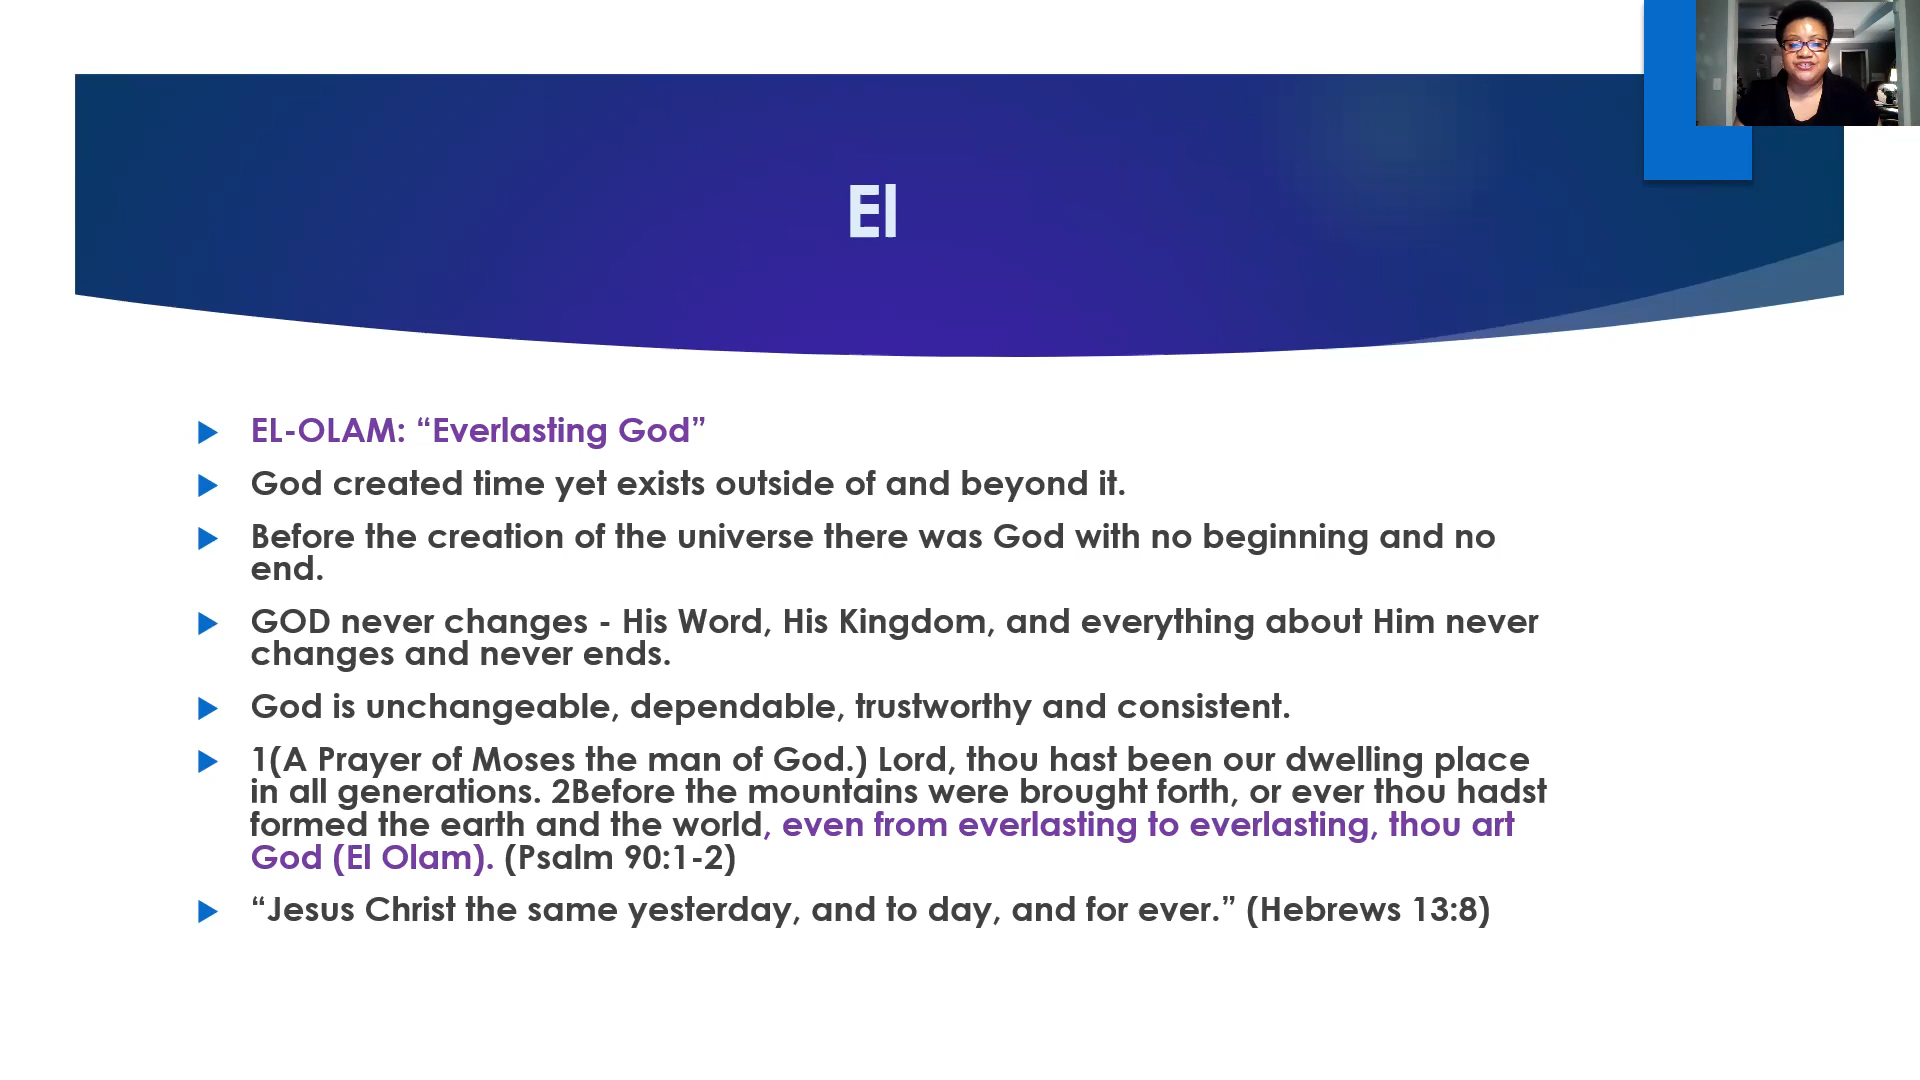 El
EL-OLAM: “Everlasting God”
God created time yet exists outside of and beyond it.
Before the creation of the universe there was God with no beginning and no
end.
GOD never changes - His Word, His Kingdom, and everything about Him never
changes and never ends.
God is unchangeable, dependable, trustworthy and consistent.
1(A Prayer of Moses the man of God.) Lord, thou hast been our dwelling place
in all generations. 2Before the mountains were brought forth, or ever thou hadst
formed the earth and the world, even from everlasting to everlasting, thou art
God (El Olam). (Psalm 90:1-2)
“Jesus Christ the same yesterday, and to day, and for ever.” (Hebrews 13:8)